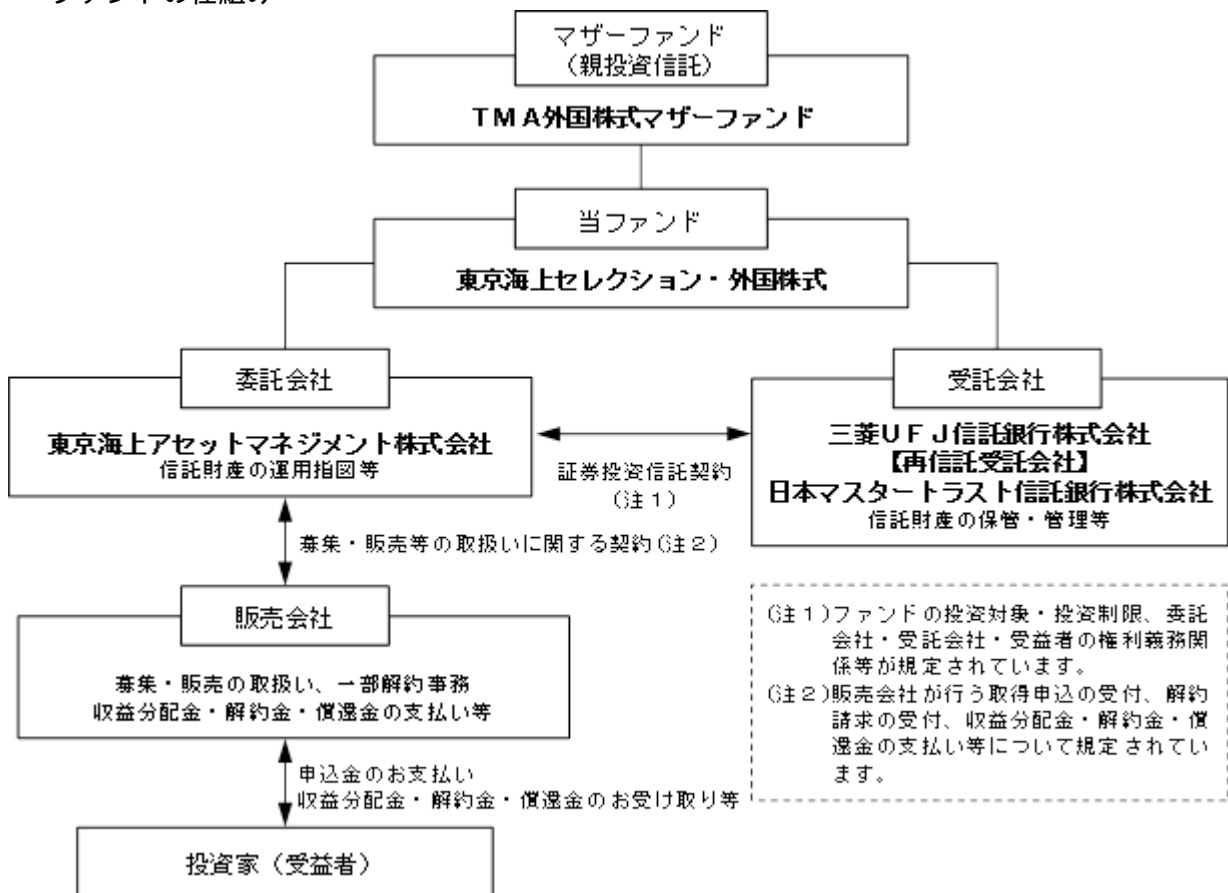 ファンドの仕組み
マザーファンド
（親投資信託）
ＴＭＡ外国株式マザーファンド
当ファンド
東京海上セレクション・外国株式
委託会社
東京海上アセットマネジメント株式会社
信託財産の運用指図等
受託会社
三菱ＵＦＪ信託銀行株式会社
【再信託受託会社】
日本マスタートラスト信託銀行株式会社
信託財産の保管・管理等
証券投資信託契約
(注１)
募集・販売等の取扱いに関する契約(注２)
販売会社
募集・販売の取扱い、一部解約事務
収益分配金・解約金・償還金の支払い等
(注１)ファンドの投資対象・投資制限、委託
会社・受託会社・受益者の権利義務関
係等が規定されています。
(注２)販売会社が行う取得申込の受付、解約
請求の受付、収益分配金・解約金・償
還金の支払い等について規定されてい
ます。
申込金のお支払い
収益分配金・解約金・償還金のお受け取り等
投資家（受益者）